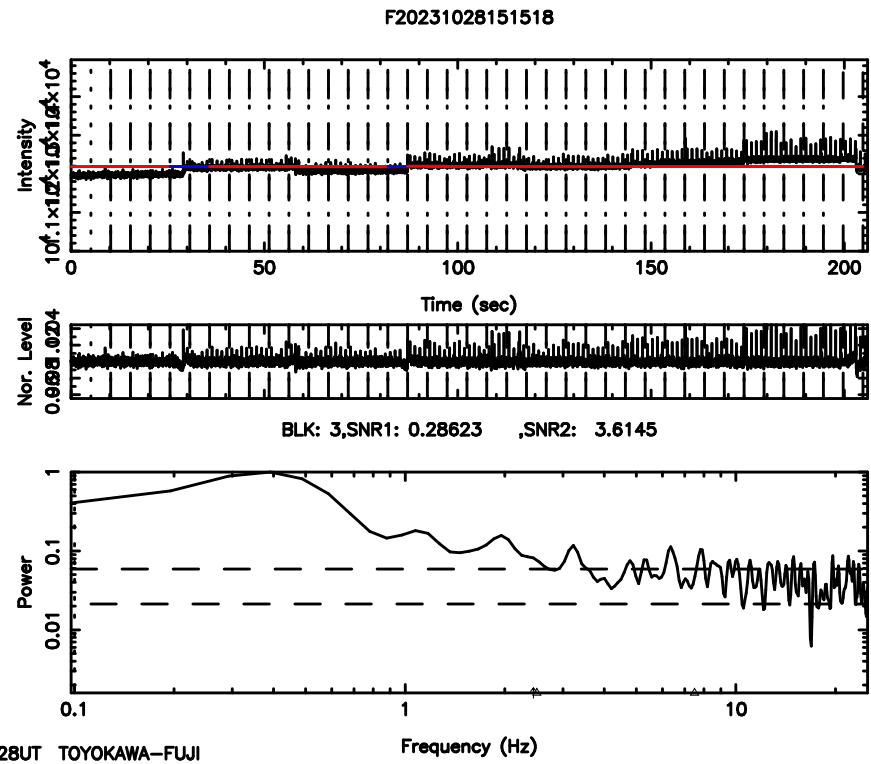 F20231028151518
Intensity
0 50 100 150 200
Time (sec)
Nor. Level
BLK: 3,SNR1: 0.28623 ,SNR2: 3.6145
Power
1
0.1
0.01
0.1 1 10
Frequency (Hz)
28UT TOYOKAWA-FUJI